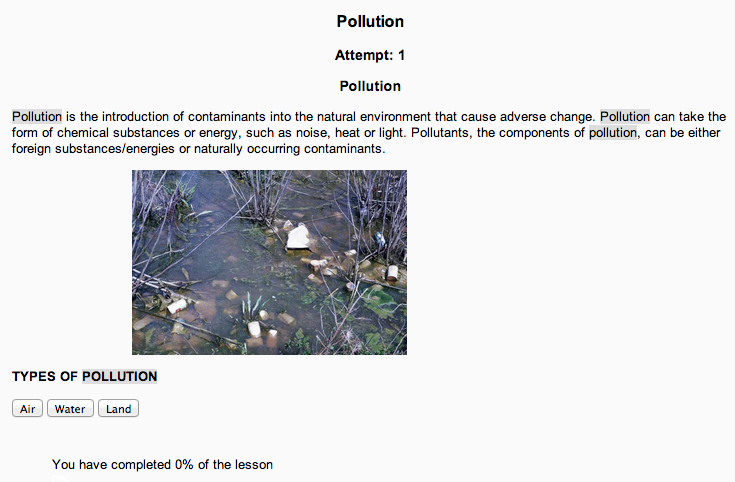 Pollution
Attempt: 1
Pollution
Pollution is the introduction of contaminants into the natural environment that cause adverse change. Pollution can take the
form of chemical substances or energy, such as noise, heat or light. Pollutants, the components of pollution, can be either
foreign substances/energies or naturally occurring contaminants.
TYPES OF POLLUTION
Air Water Land
You have completed 0% of the lesson